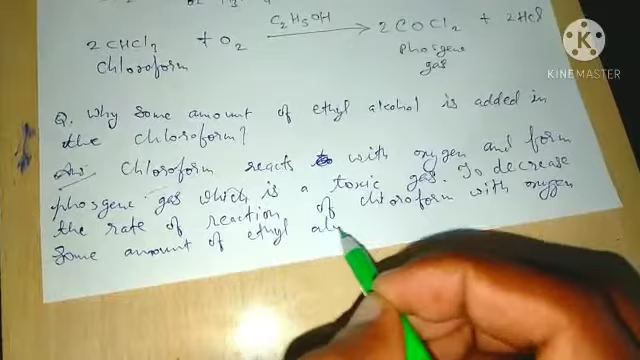 C2H5OH
2CHCl3 + O2 → 2COCl2 + 2HCl
Chloroform
phosgene
gas
K
KINEMASTER
Q. Why some amount of ethyl alcohol is added in
the chloroform?
Ans: Chloroform reacts with oxygen and form
phosgene gas which is a toxic gas. To decrease
the rate of reaction of chloroform with oxygen
some amount of ethyl al